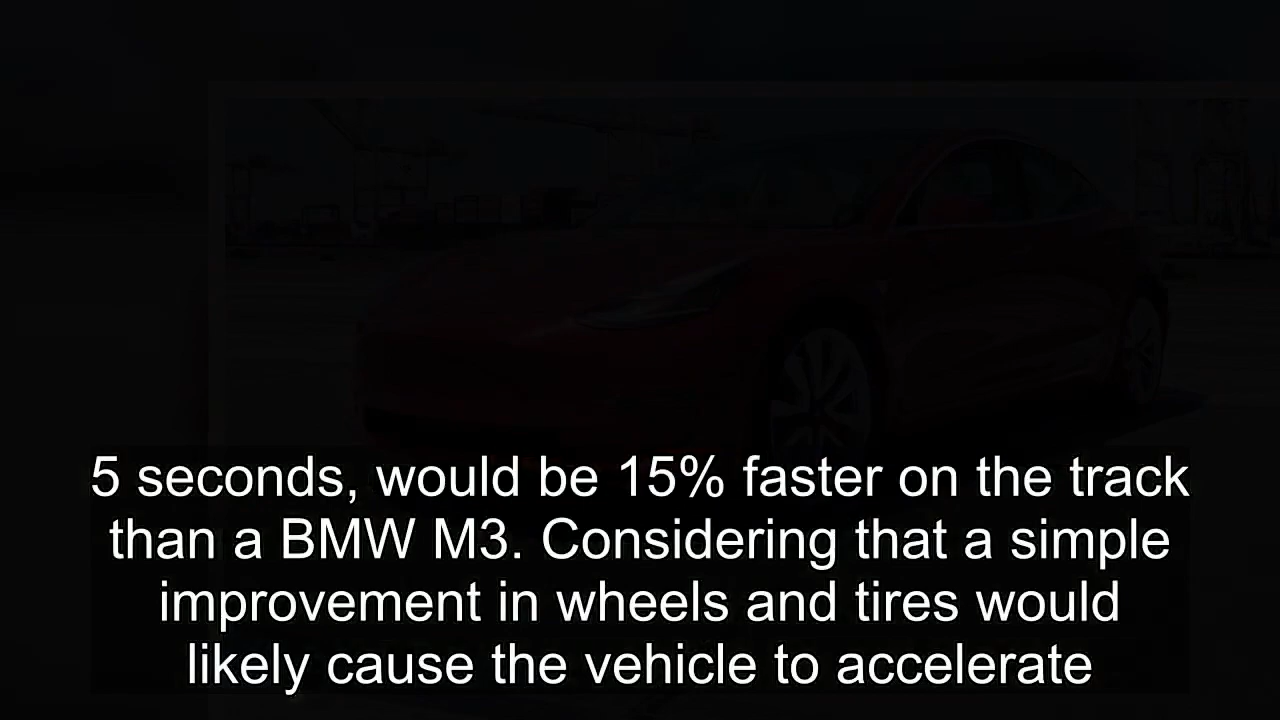 5 seconds, would be 15% faster on the track
than a BMW M3. Considering that a simple
improvement in wheels and tires would
likely cause the vehicle to accelerate